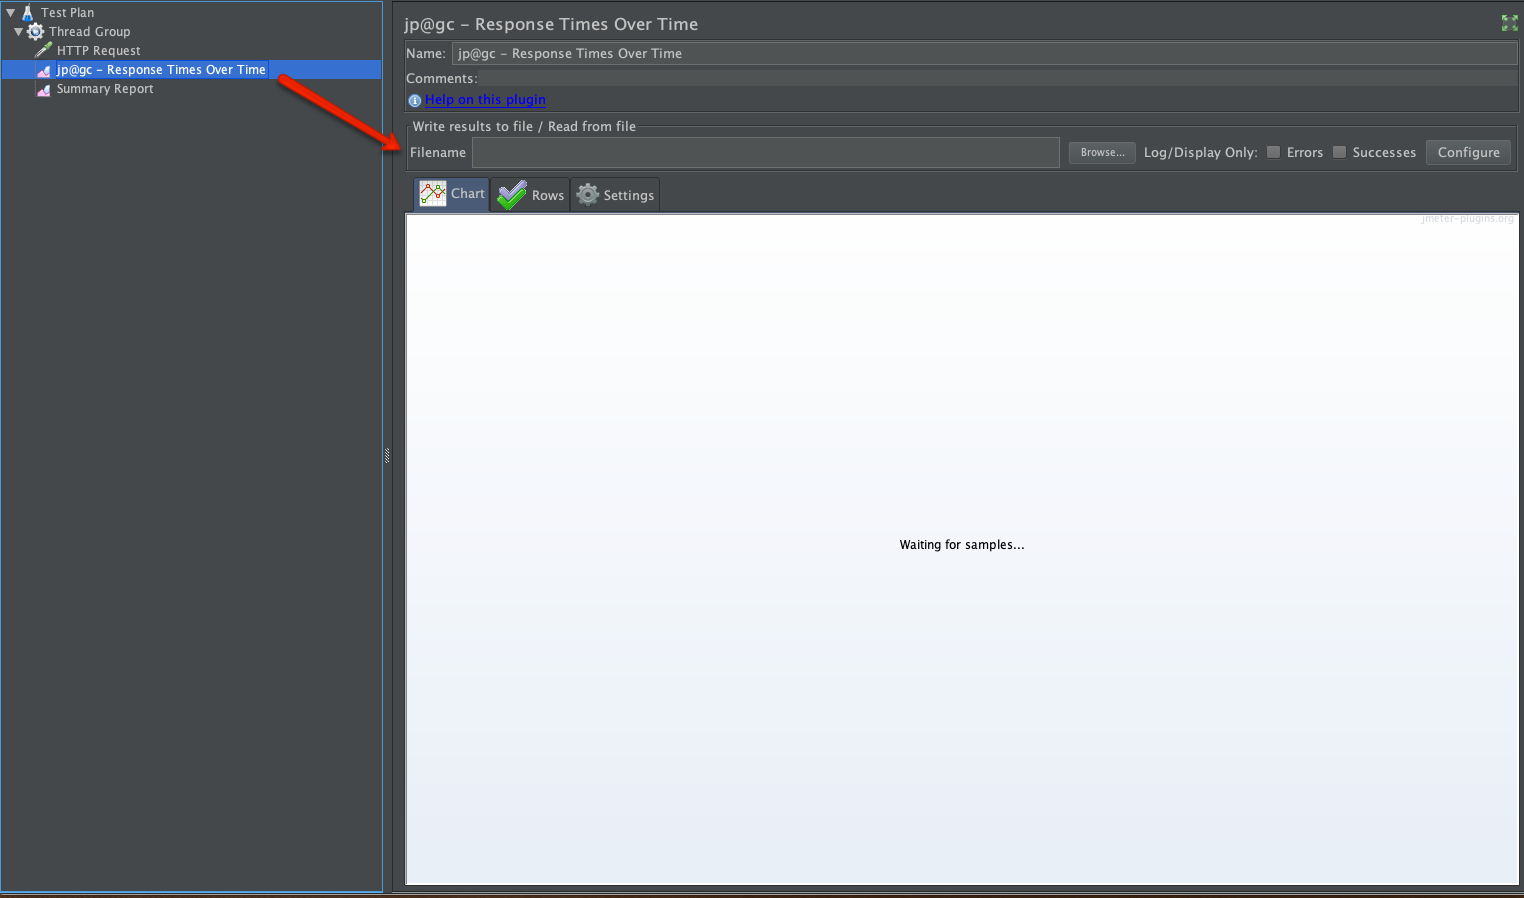 Test Plan
Thread Group
HTTP Request
jp@gc - Response Times Over Time
Summary Report
jp@gc - Response Times Over Time
Name: jp@gc - Response Times Over Time
Comments:
Help on this plugin
Write results to file / Read from file
Filename Browse... Log/Display Only: Errors Successes Configure
Chart Rows Settings
jmeter-plugins.org
Waiting for samples...